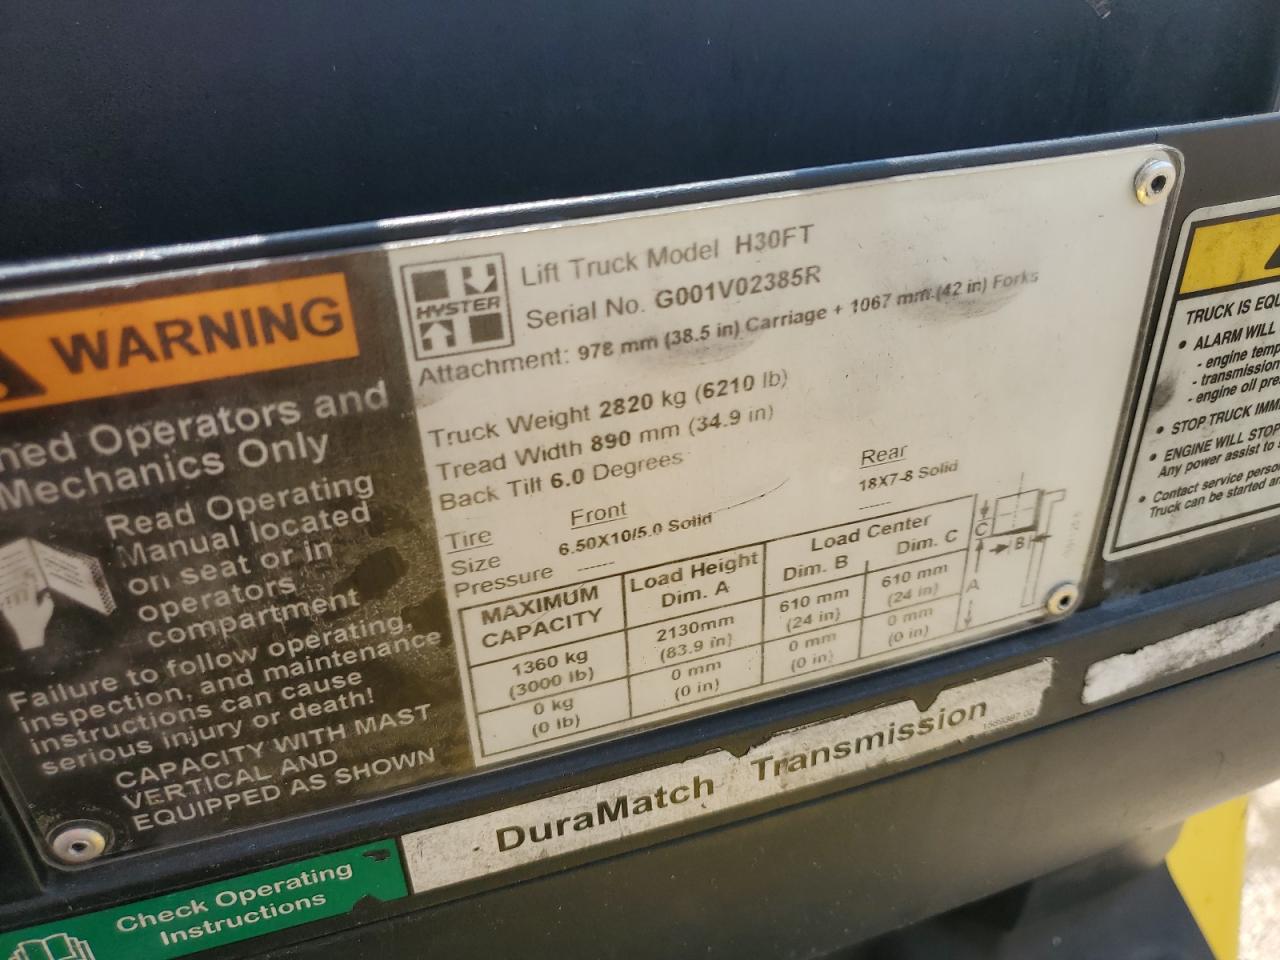 WARNING
ned Operators and
Mechanics Only
Read Operating
Manual located
on seat or in
operators
compartment
Failure to follow operating,
inspection, and maintenance
instructions can cause
serious injury or death!
CAPACITY WITH MAST
VERTICAL AND
EQUIPPED AS SHOWN
HYSTER
Lift Truck Model H30FT
Serial No. G001V02385R
Attachment: 978 mm (38.5 in) Carriage + 1067 mm (42 in) Forks
Truck Weight 2820 kg (6210 lb)
Tread Width 890 mm (34.9 in)
Back Tilt 6.0 Degrees
Front Rear
Tire
Size 6.50X10/5.0 Solid 18X7-8 Solid
Pressure ------ ------
MAXIMUM CAPACITY Load Height Dim. A Load Center Dim. B Dim. C
1360 kg 2130mm 610 mm 610 mm
(3000 lb) (83.9 in) (24 in) (24 in)
0 kg 0 mm 0 mm 0 mm
(0 lb) (0 in) (0 in) (0 in)
C
B
A
DuraMatch Transmission
Check Operating
Instructions
TRUCK IS EQU
• ALARM WILL
- engine temp
- transmission
- engine oil pre
• STOP TRUCK IMM
• ENGINE WILL STOP
Any power assist to s
• Contact service person
Truck can be started an